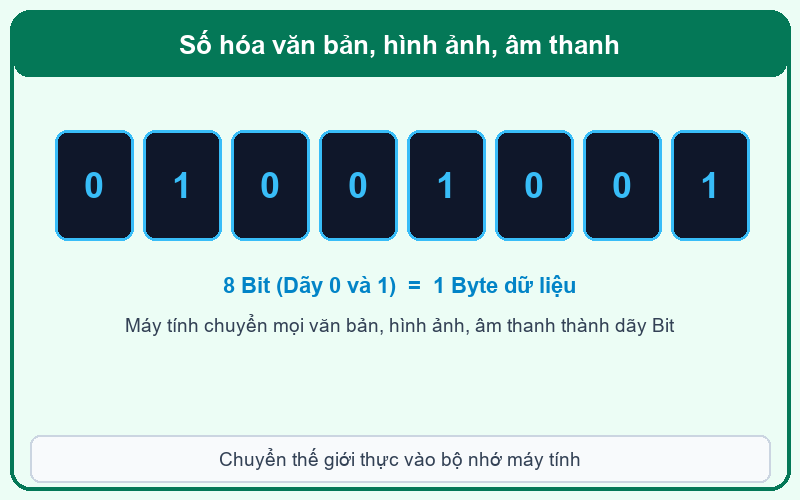 Số hóa văn bản, hình ảnh, âm thanh
0 1 0 0 1 0 0 1
8 Bit (Dãy 0 và 1) = 1 Byte dữ liệu
Máy tính chuyển mọi văn bản, hình ảnh, âm thanh thành dãy Bit
Chuyển thế giới thực vào bộ nhớ máy tính